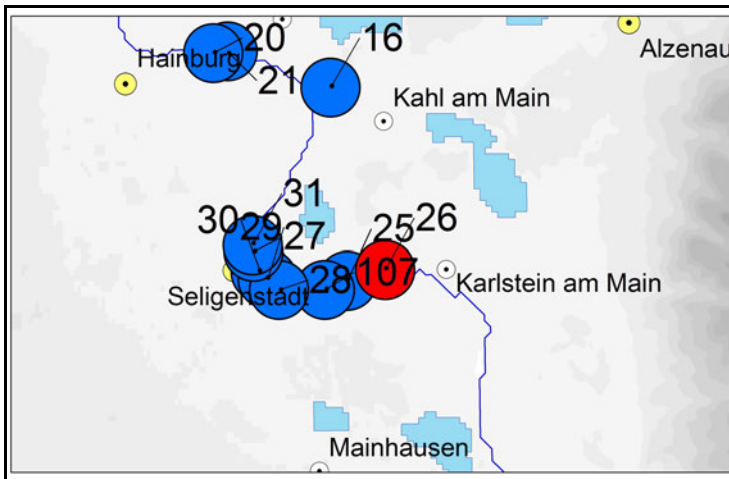 20
16
Alzenau
Hainburg
21
Kahl am Main
31
30
29
27
25
26
28
107
Karlstein am Main
Seligenstadt
Mainhausen